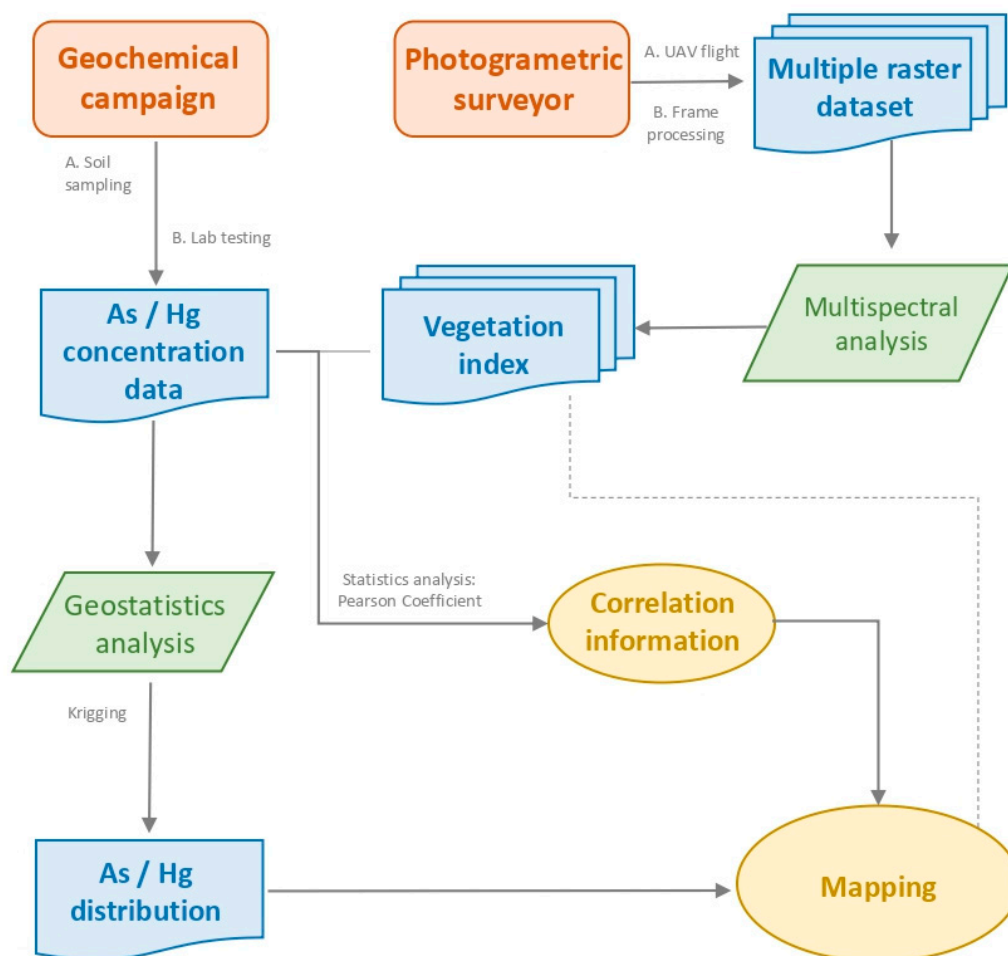 Geochemical
campaign
Photogrametric
surveyor
A. UAV flight
B. Frame
processing
Multiple raster
dataset
A. Soil
sampling
B. Lab testing
As / Hg
concentration
data
Vegetation
index
Multispectral
analysis
Geostatistics
analysis
Statistics analysis:
Pearson Coefficient
Correlation
information
Krigging
As / Hg
distribution
Mapping